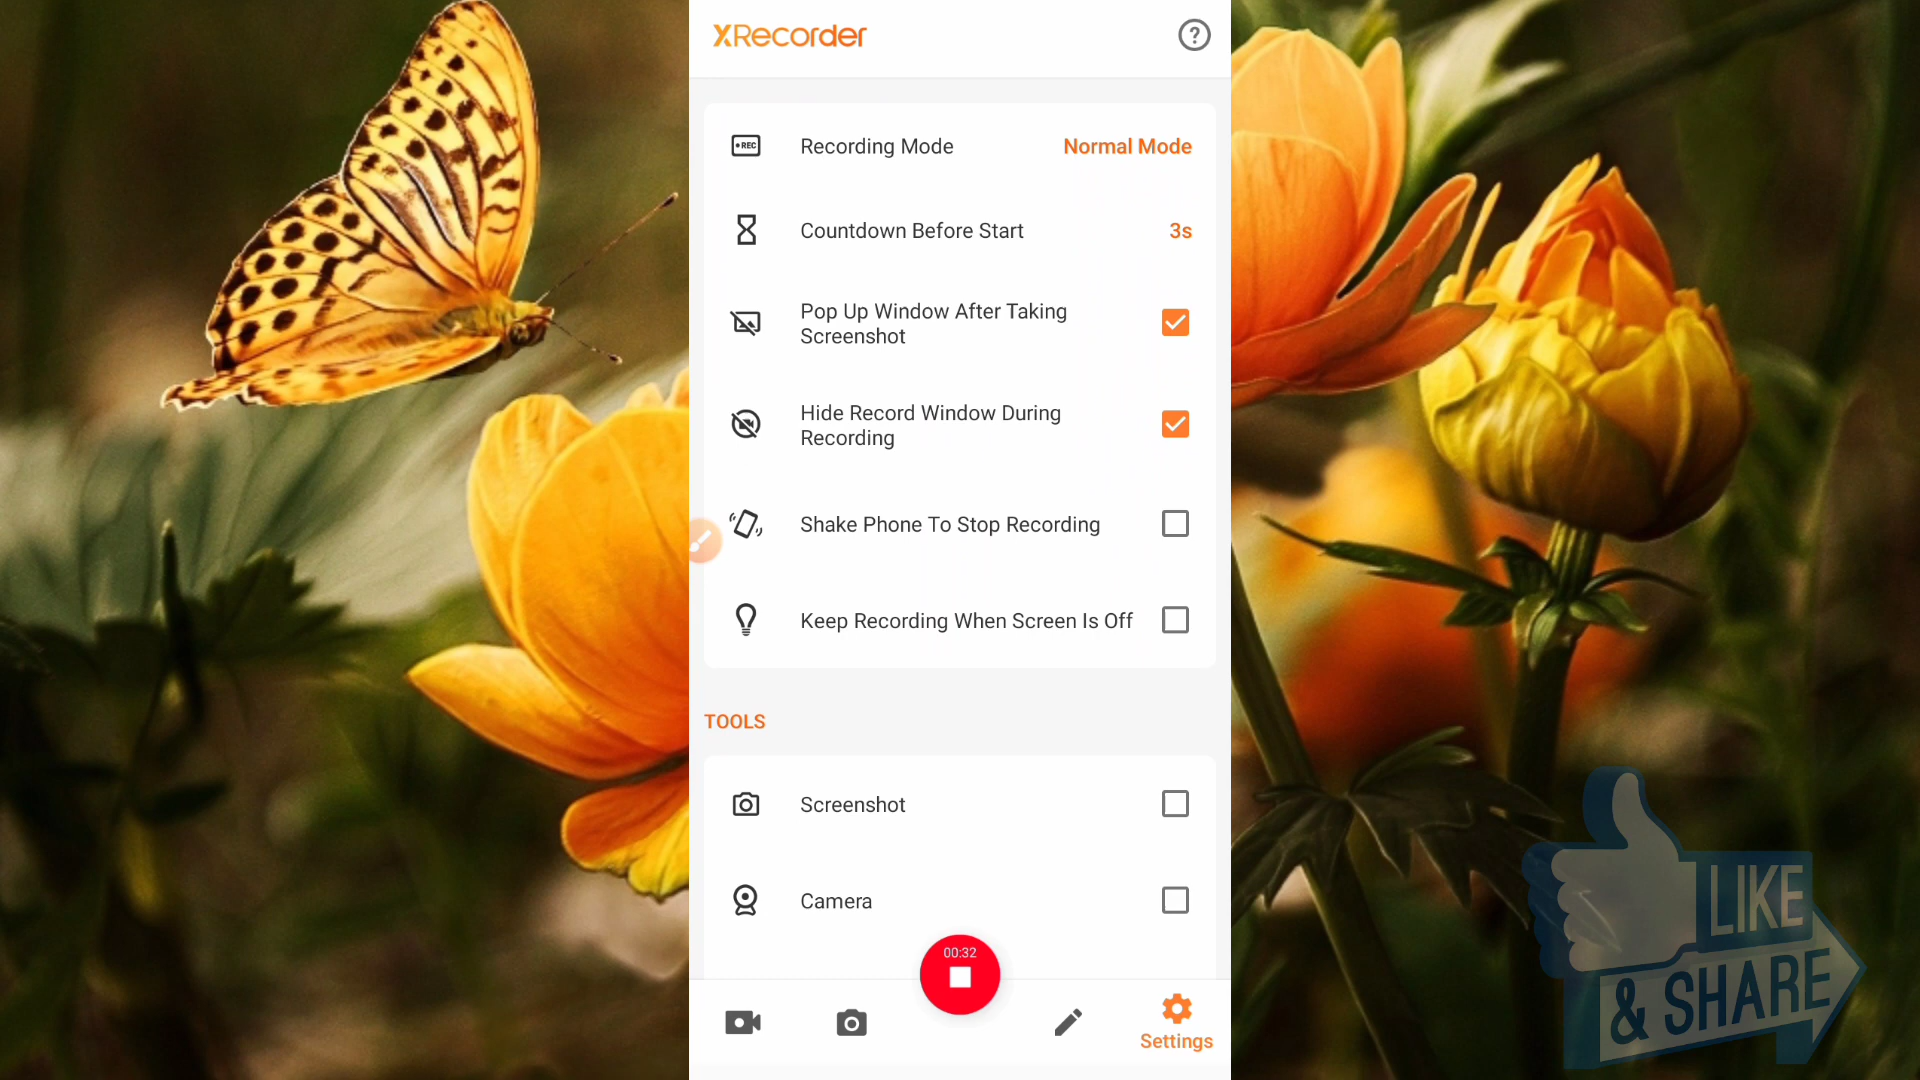 XRecorder
REC
Recording Mode
Normal Mode
Countdown Before Start
3s
Pop Up Window After Taking
Screenshot
Hide Record Window During
Recording
Shake Phone To Stop Recording
Keep Recording When Screen Is Off
TOOLS
Screenshot
Camera
00:32
Settings
LIKE
& SHARE